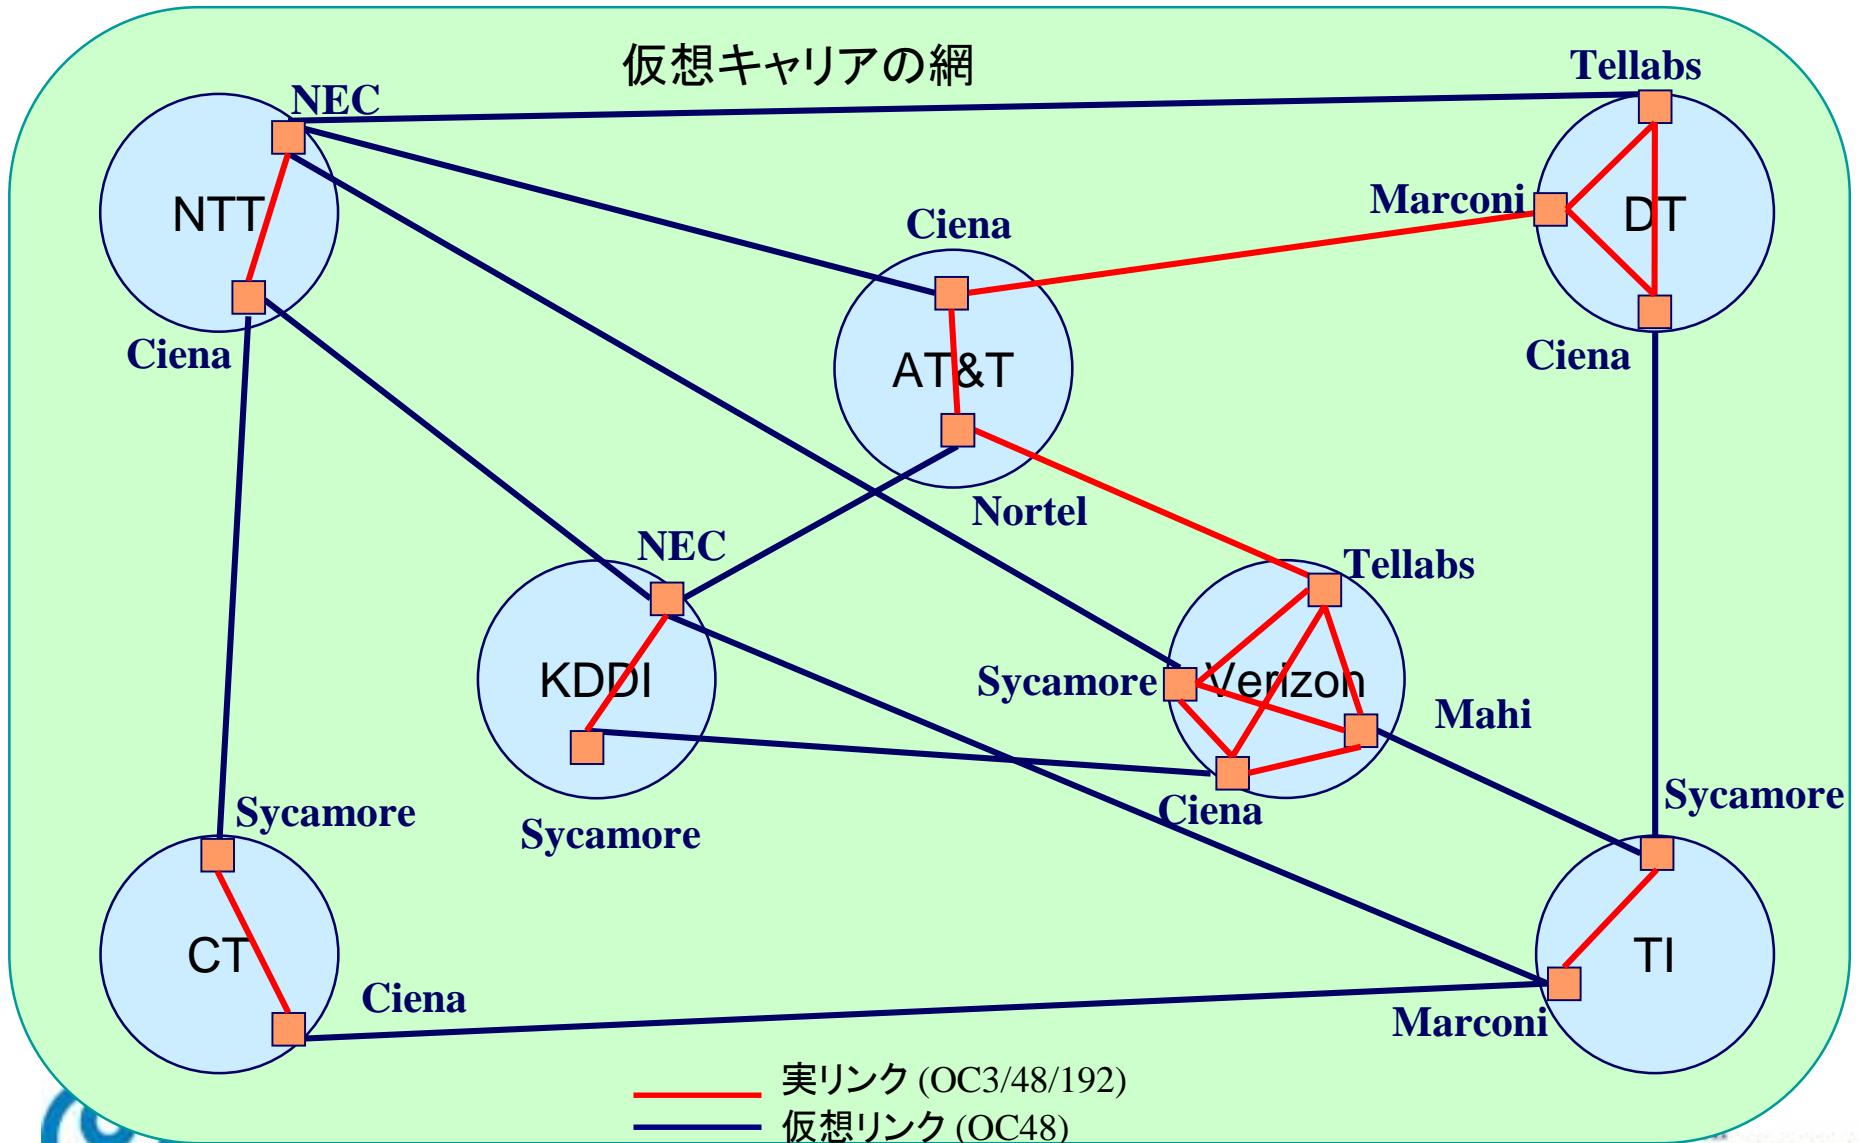 仮想キャリアの網
Tellabs
NEC
NTT
Marconi
DT
Ciena
Ciena
Ciena
AT&T
Nortel
NEC
Tellabs
KDDI
Sycamore
Verizon
Mahi
Sycamore
Ciena
Sycamore
Sycamore
CT
TI
Ciena
Marconi
実リンク (OC3/48/192)
仮想リンク (OC48)